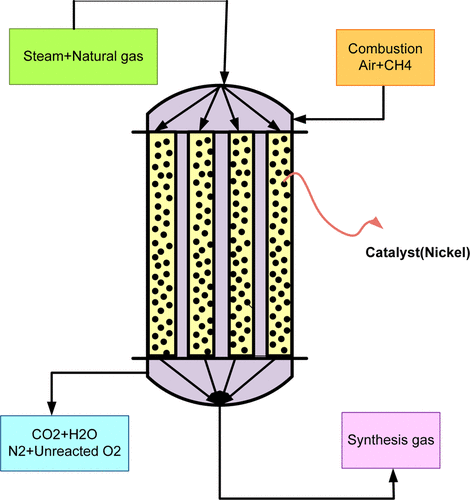 Steam+Natural gas
Combustion
Air+CH4
Catalyst(Nickel)
CO2+H2O
N2+Unreacted O2
Synthesis gas